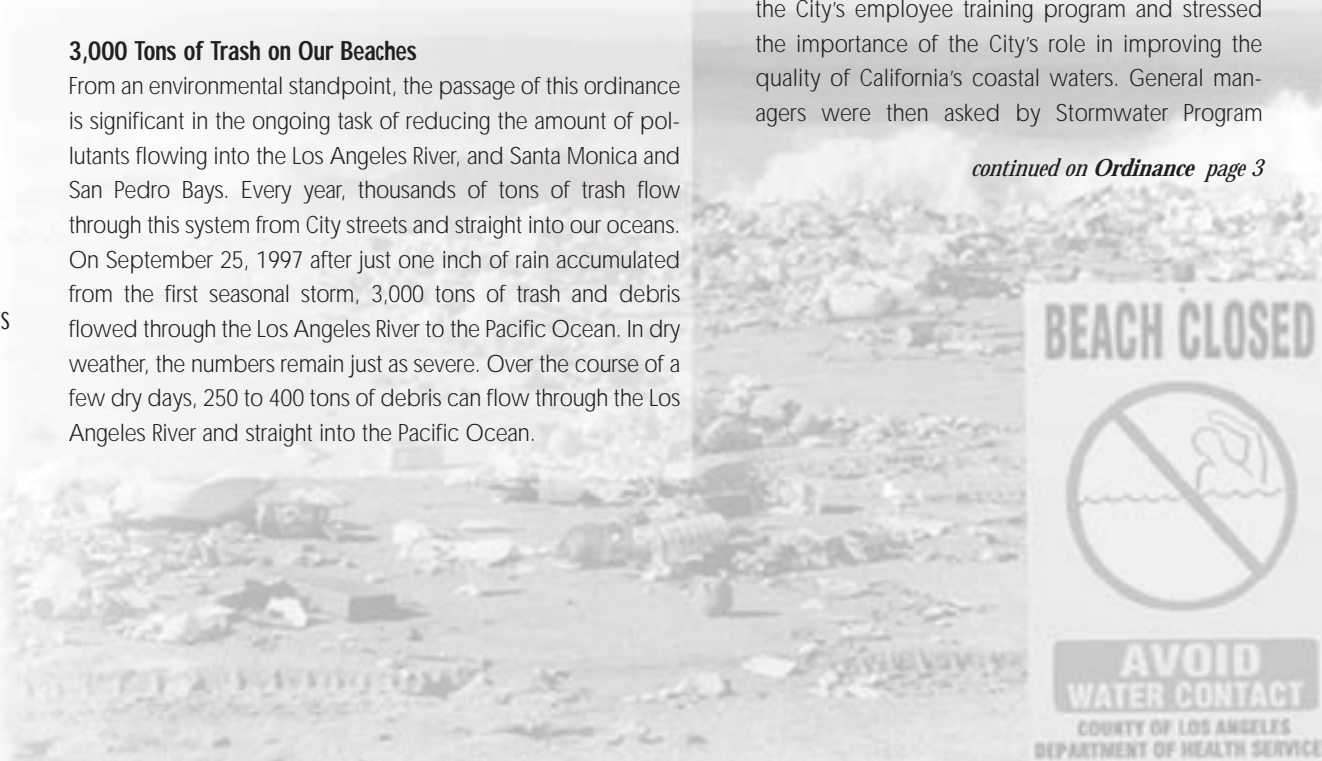 3,000 Tons of Trash on Our Beaches
From an environmental standpoint, the passage of this ordinance
is significant in the ongoing task of reducing the amount of pol-
lutants flowing into the Los Angeles River, and Santa Monica and
San Pedro Bays. Every year, thousands of tons of trash flow
through this system from City streets and straight into our oceans.
On September 25, 1997 after just one inch of rain accumulated
from the first seasonal storm, 3,000 tons of trash and debris
flowed through the Los Angeles River to the Pacific Ocean. In dry
weather, the numbers remain just as severe. Over the course of a
few dry days, 250 to 400 tons of debris can flow through the Los
Angeles River and straight into the Pacific Ocean.
the City's employee training program and stressed
the importance of the City's role in improving the
quality of California's coastal waters. General man-
agers were then asked by Stormwater Program
continued on Ordinance page 3
BEACH CLOSED
AVOID
WATER CONTACT
COUNTY OF LOS ANGELES
DEPARTMENT OF HEALTH SERVICE